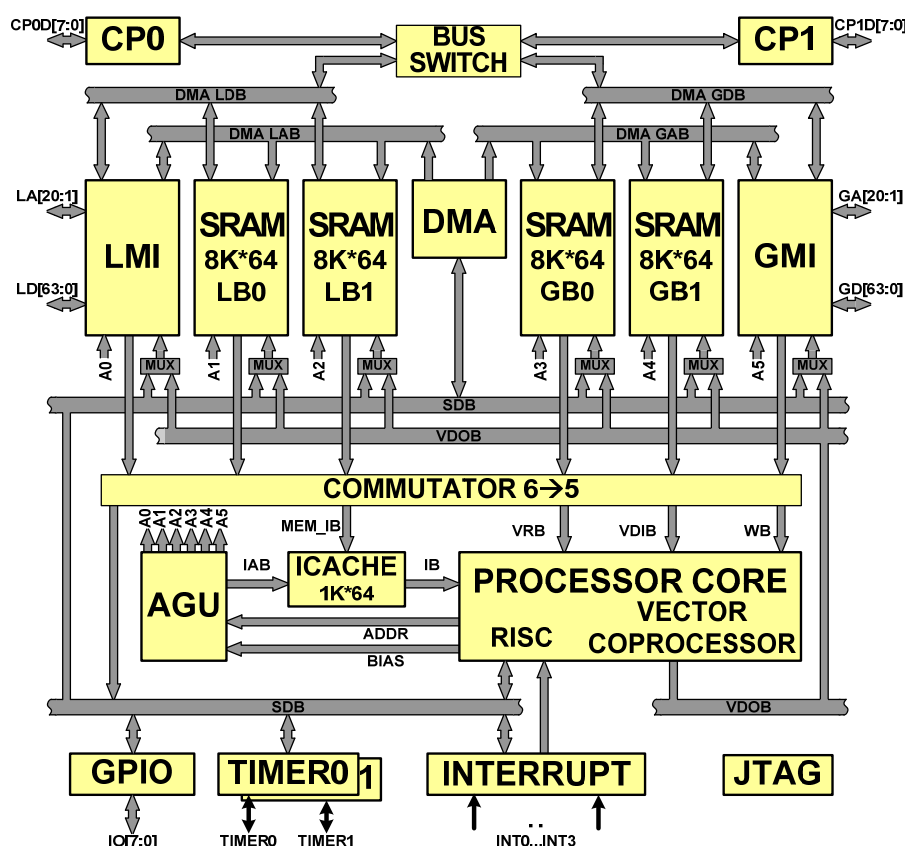 CP0D[7:0]
CP0
BUS
SWITCH
CP1
CP1D[7:0]
DMA LDB
DMA GDB
DMA LAB
DMA GAB
LA[20:1]
LD[63:0]
LMI
SRAM
8K*64
LB0
SRAM
8K*64
LB1
DMA
SRAM
8K*64
GB0
SRAM
8K*64
GB1
GMI
GA[20:1]
GD[63:0]
A0
MUX
A1
MUX
A2
MUX
A3
MUX
A4
MUX
A5
MUX
SDB
VDOB
COMMUTATOR 6→5
A0
A1
A2
A3
A4
A5
MEM_IB
VRB
VDIB
WB
AGU
IAB
ICACHE
1K*64
IB
PROCESSOR CORE
VECTOR
COPROCESSOR
RISC
ADDR
BIAS
SDB
VDOB
GPIO
TIMER0
1
INTERRUPT
JTAG
IO[7:0]
TIMER0
TIMER1
INT0...INT3